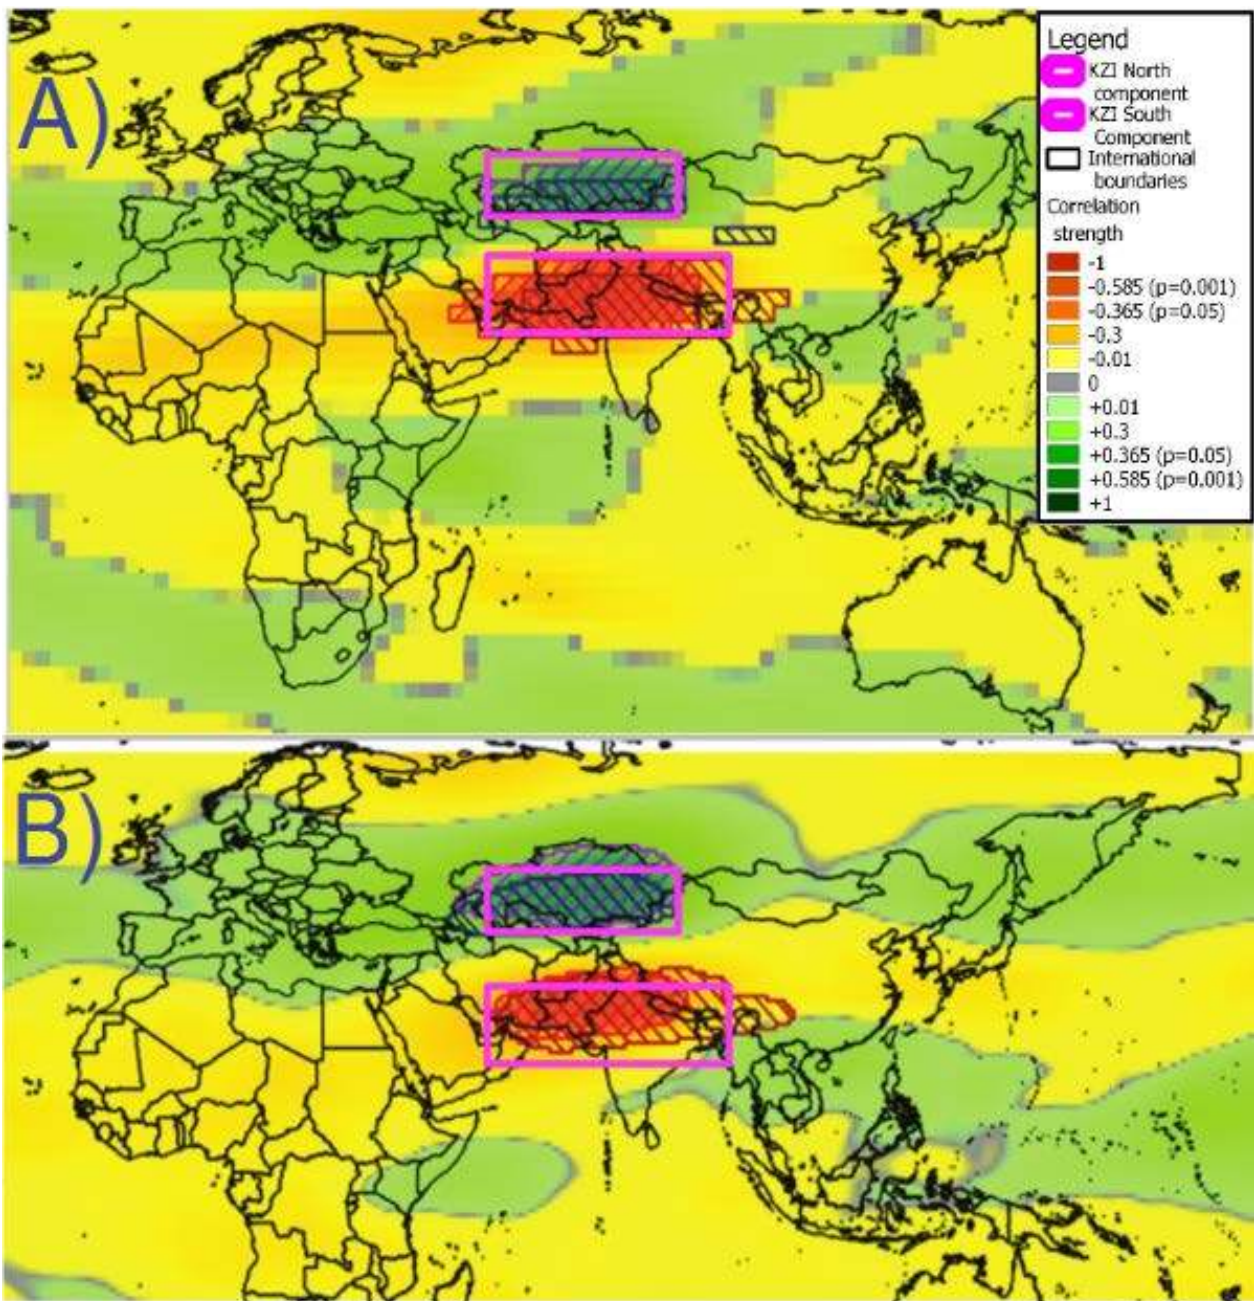 A)
Legend
KZI North
component
KZI South
Component
International
boundaries
Correlation
strength
-1
-0.585 (p=0.001)
-0.365 (p=0.05)
-0.3
-0.01
0
+0.01
+0.3
+0.365 (p=0.05)
+0.585 (p=0.001)
+1
B)